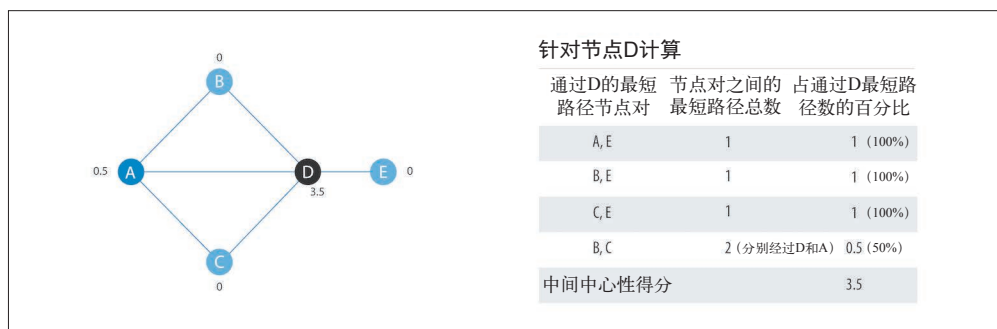 0
B
0.5
A
D
3.5
E
0
C
0
针对节点D计算
通过D的最短
路径节点对
节点对之间的
最短路径总数
占通过D最短路
径数的百分比
A, E 1 1 (100%)
B, E 1 1 (100%)
C, E 1 1 (100%)
B, C 2 (分别经过D和A) 0.5 (50%)
中间中心性得分 3.5